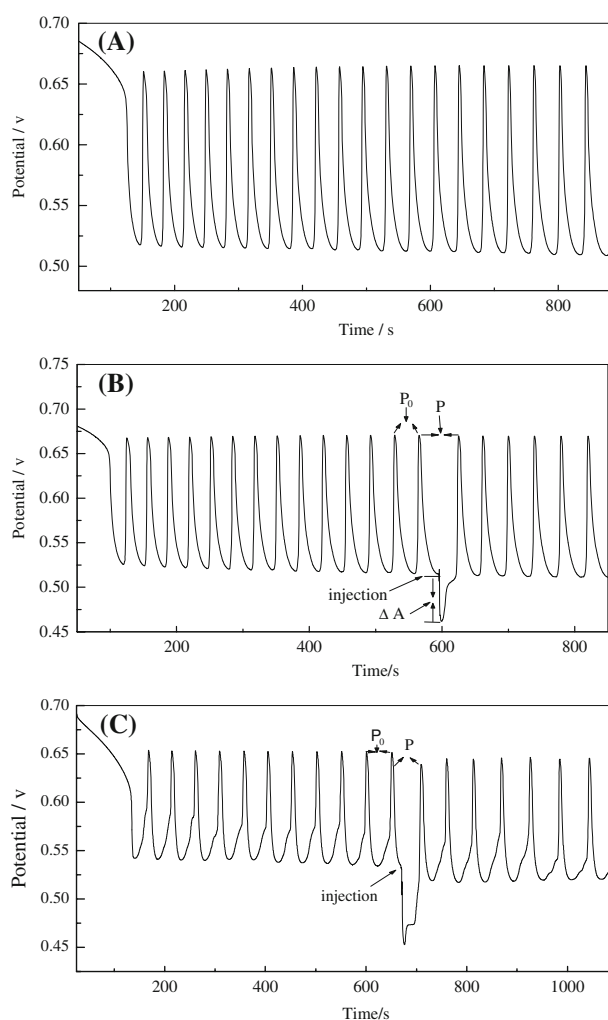 (A)
0.70
0.65
0.60
0.55
0.50
Potential / v
200 400 600 800
Time / s
(B)
0.75
0.70
0.65
0.60
0.55
0.50
0.45
Potential / v
P0 P
injection
Δ A
200 400 600 800
Time/s
(C)
0.70
0.65
0.60
0.55
0.50
0.45
Potential / v
P0 P
injection
200 400 600 800 1000
Time/s